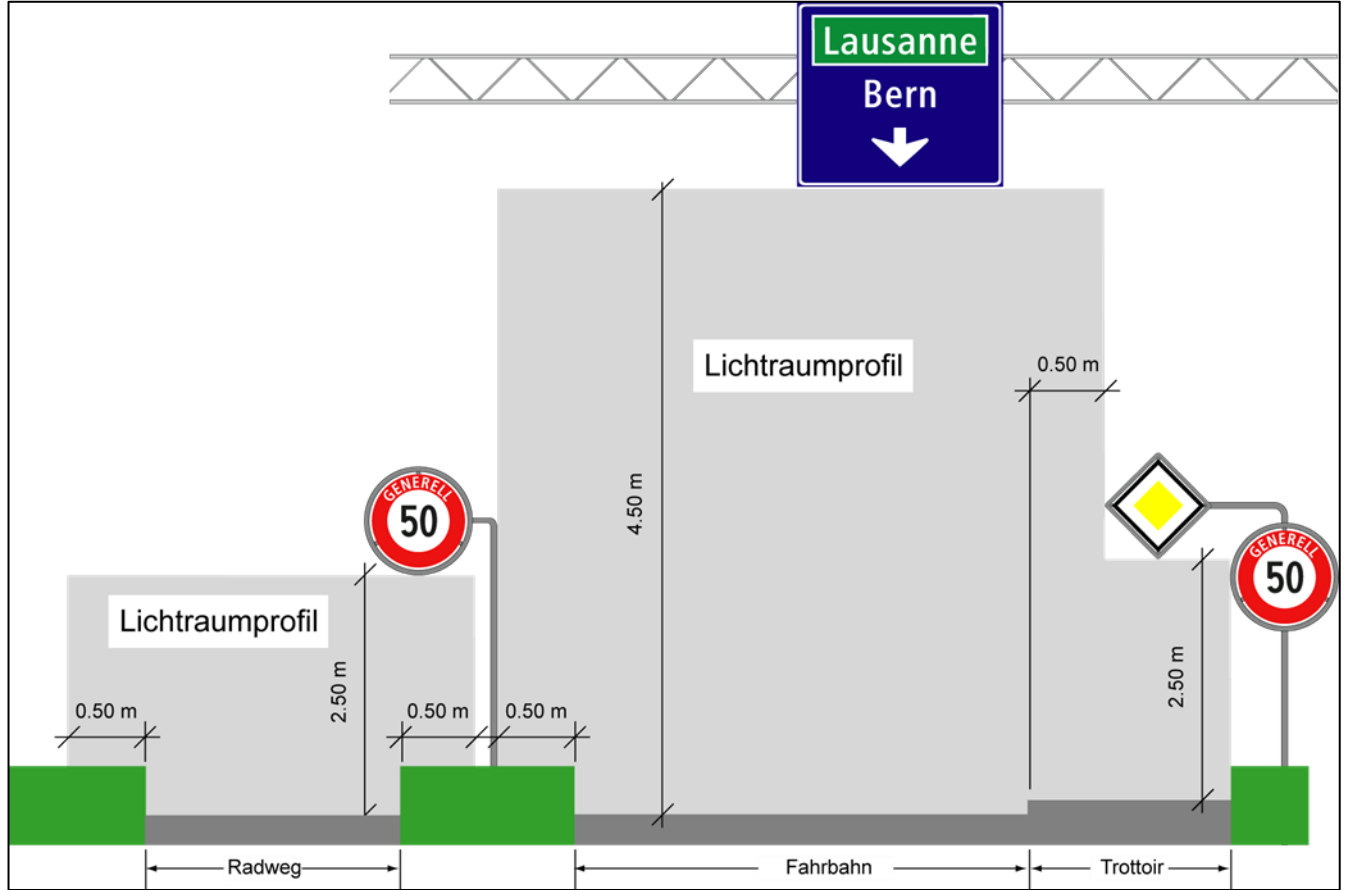 Lausanne
Bern
Lichtraumprofil
0.50 m
GENERELL
50
4.50 m
GENERELL
50
Lichtraumprofil
2.50 m
2.50 m
0.50 m
0.50 m
0.50 m
Radweg
Fahrbahn
Trottoir